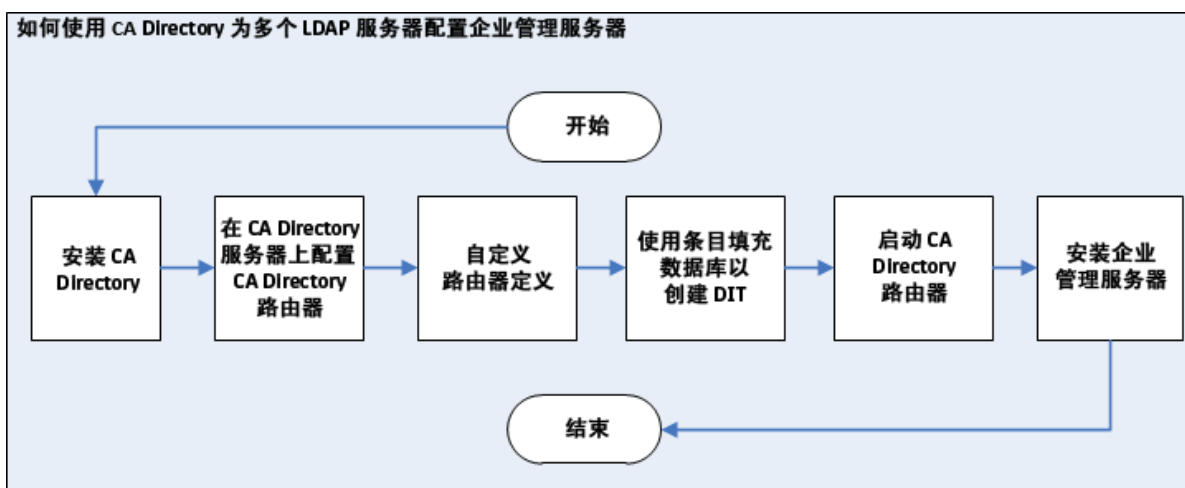 如何使用 CA Directory 为多个 LDAP 服务器配置企业管理服务器
开始
安装 CA
Directory
在 CA Directory
服务器上配置
CA Directory
路由器
自定义
路由器定义
使用条目填充
数据库以
创建 DIT
启动 CA
Directory
路由器
安装企业
管理服务器
结束